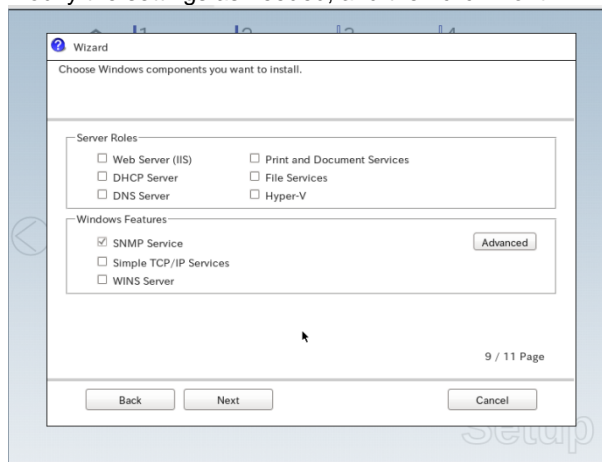 Wizard
Choose Windows components you want to install.
Server Roles
Web Server (IIS)
Print and Document Services
DHCP Server
File Services
DNS Server
Hyper-V
Windows Features
SNMP Service
Advanced
Simple TCP/IP Services
WINS Server
9 / 11 Page
Back
Next
Cancel
Setup